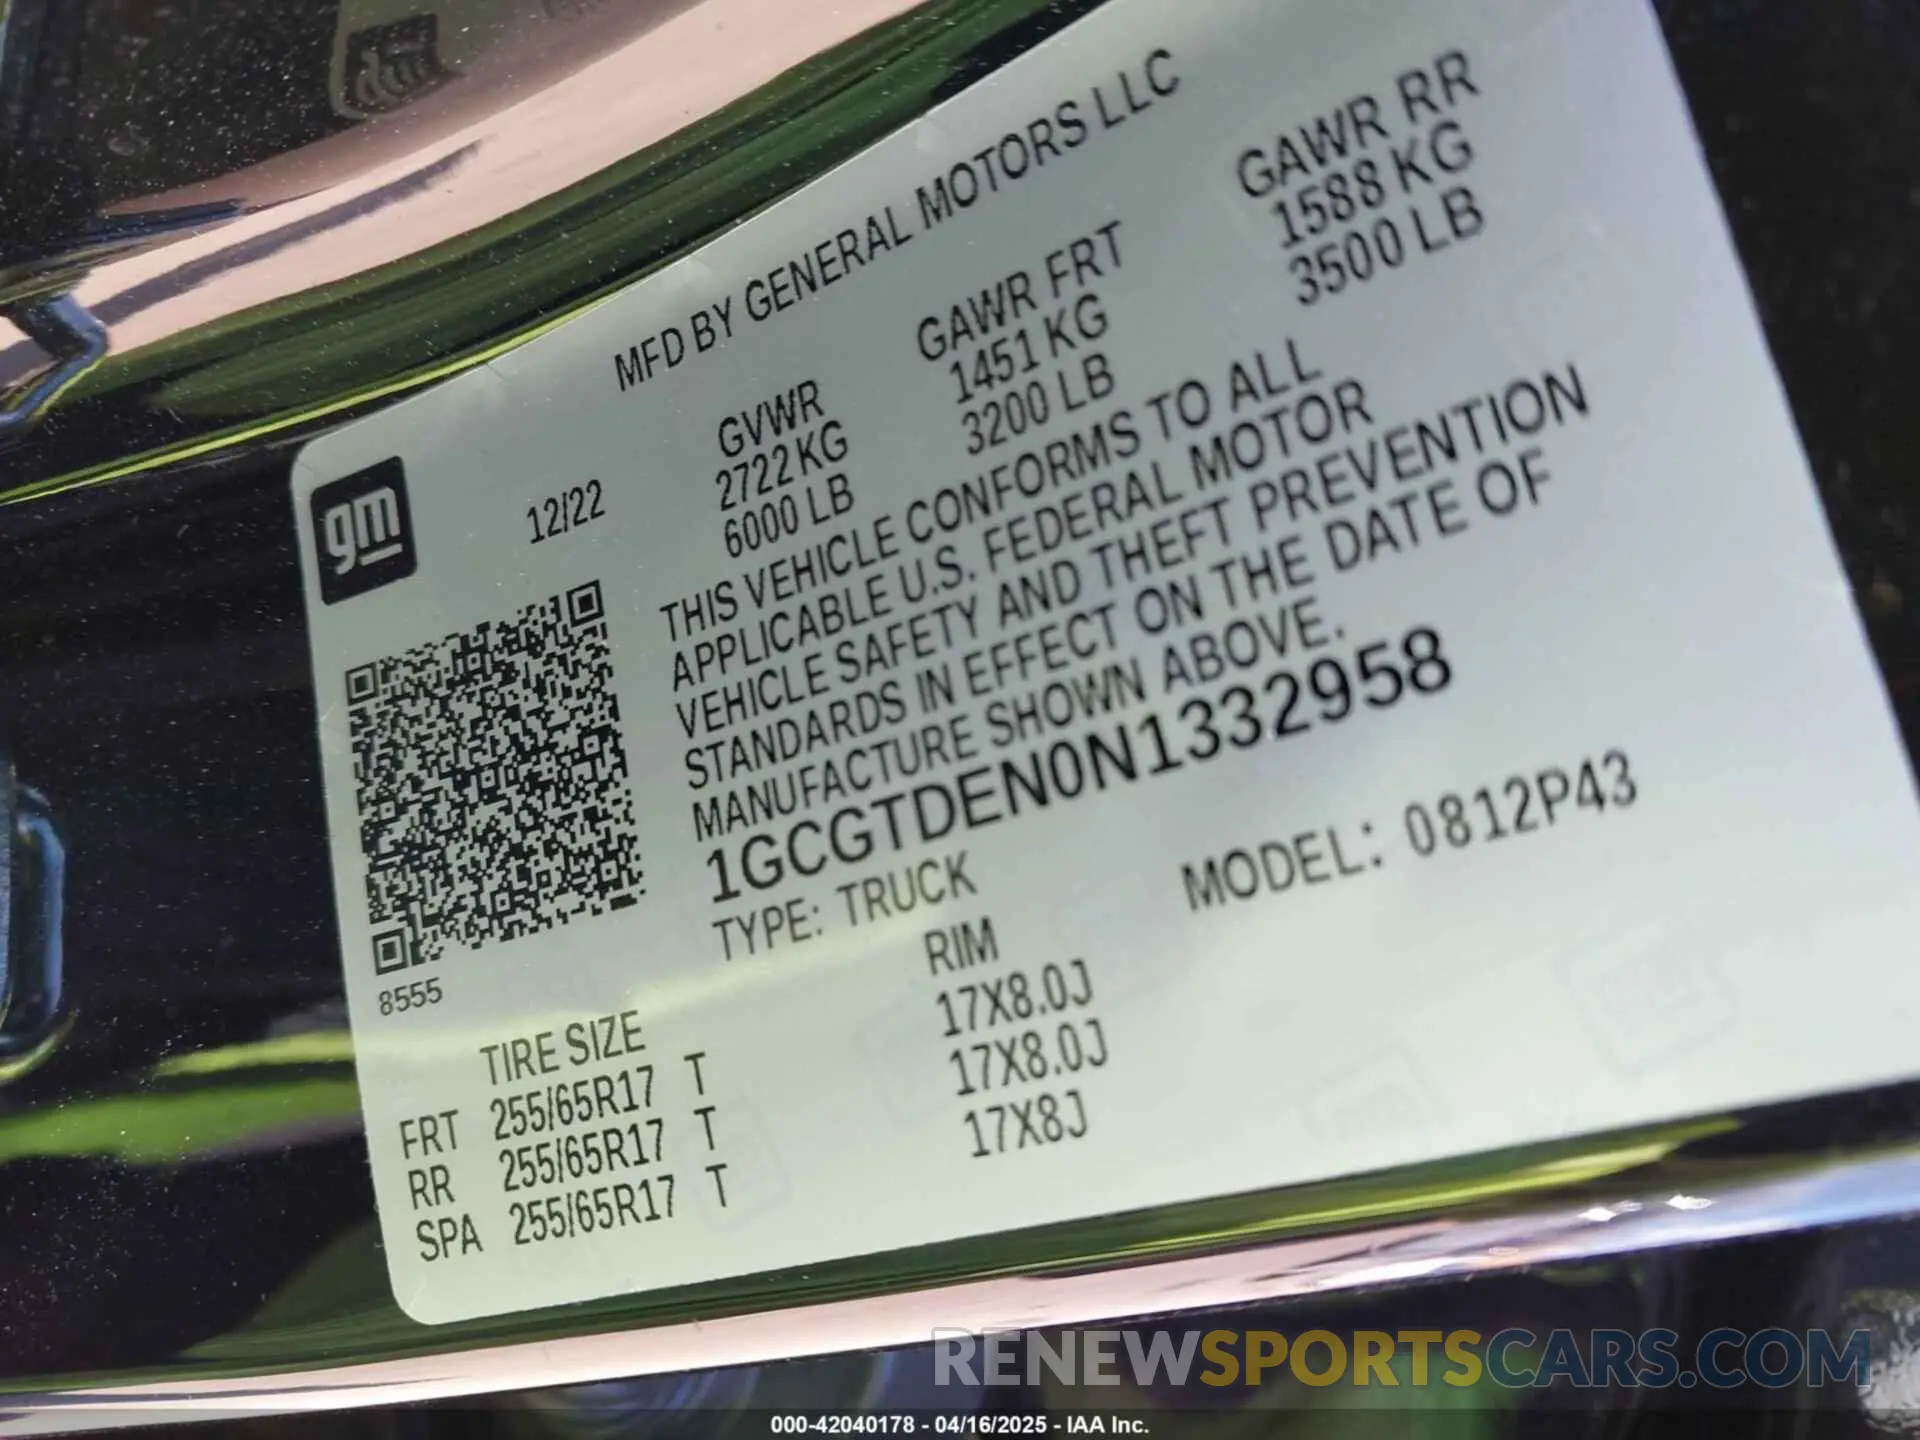 MFD BY GENERAL MOTORS LLC
gm
12/22
GVWR
2722 KG
6000 LB
GAWR FRT
1451 KG
3200 LB
GAWR RR
1588 KG
3500 LB
THIS VEHICLE CONFORMS TO ALL
APPLICABLE U.S. FEDERAL MOTOR
VEHICLE SAFETY AND THEFT PREVENTION
STANDARDS IN EFFECT ON THE DATE OF
MANUFACTURE SHOWN ABOVE.
1GCGTDEN0N1332958
TYPE: TRUCK
MODEL: 0812P43
8555
TIRE SIZE
RIM
FRT 255/65R17 T 17X8.0J
RR 255/65R17 T 17X8.0J
SPA 255/65R17 T 17X8J
RENEWSPORTSCARS.COM
000-42040178 - 04/16/2025 - IAA Inc.